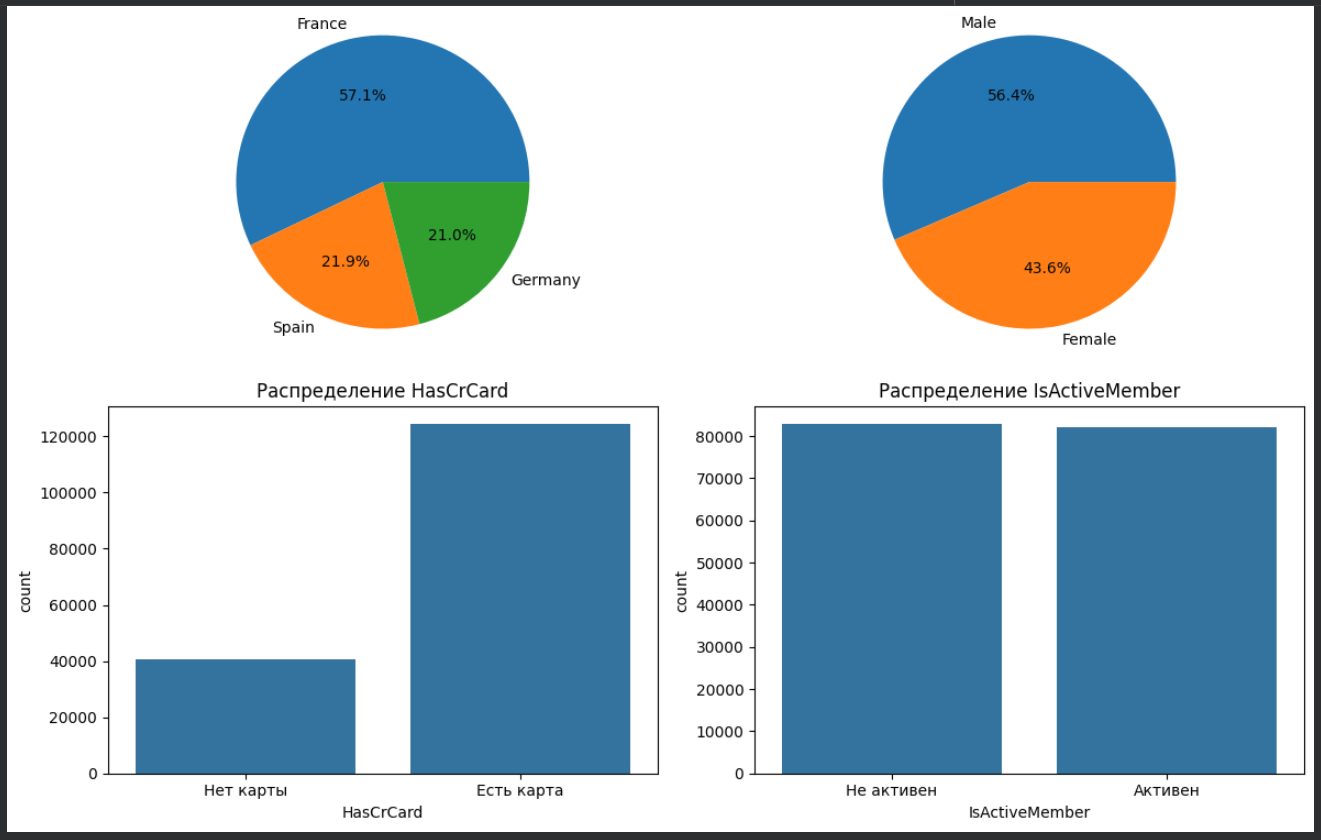 France
57.1%
21.9%
21.0%
Spain
Germany
Male
56.4%
43.6%
Female
Распределение HasCrCard
count
120000
100000
80000
60000
40000
20000
0
Нет карты
Есть карта
HasCrCard
Распределение IsActiveMember
count
80000
70000
60000
50000
40000
30000
20000
10000
0
Не активен
Активен
IsActiveMember